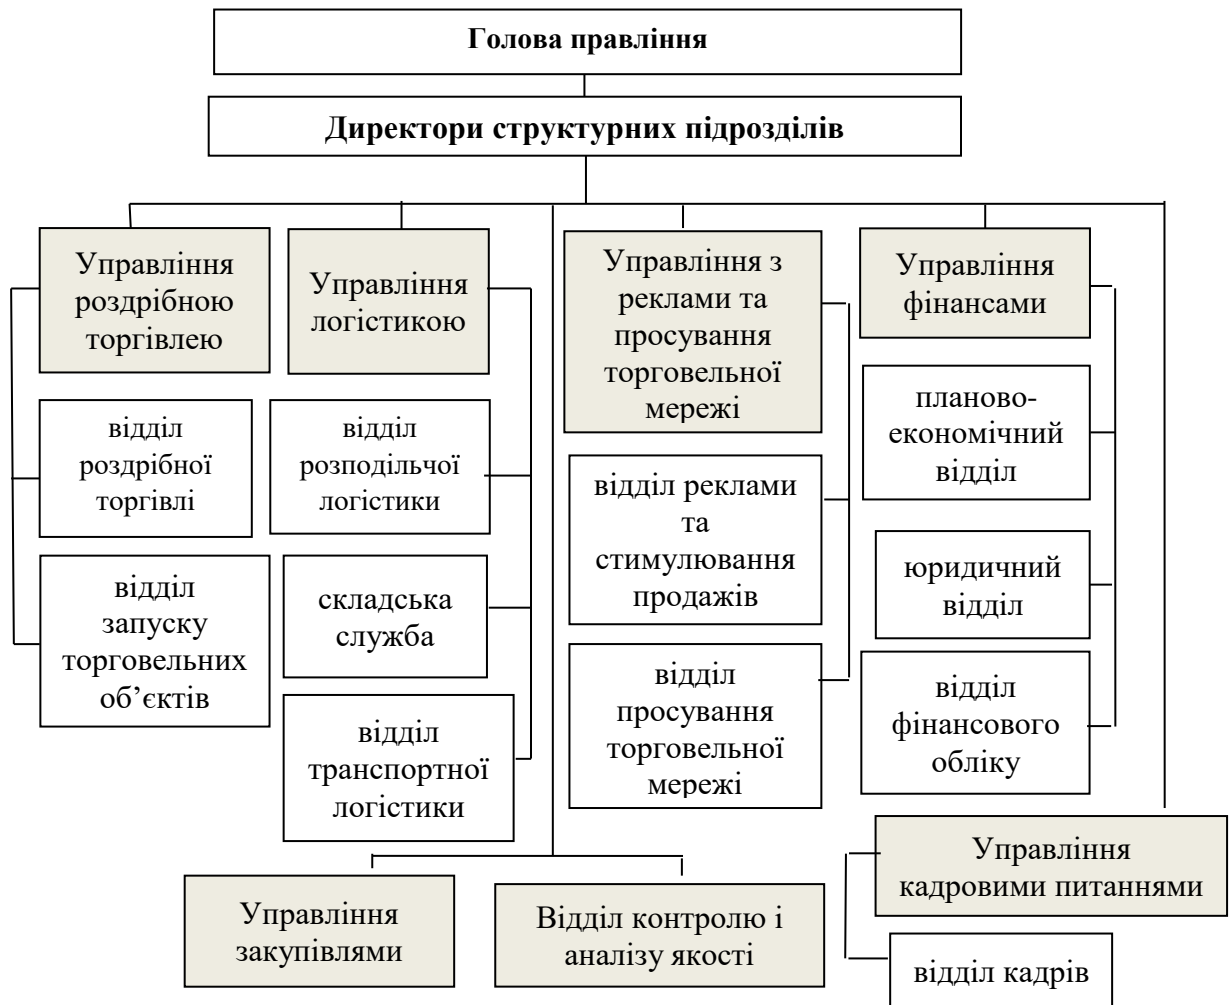 Голова правління
Директори структурних підрозділів
Управління
роздрібною
торгівлею
відділ
роздрібної
торгівлі
відділ
запуску
торговельних
об’єктів
Управління
логістикою
відділ
розподільчої
логістики
складська
служба
відділ
транспортної
логістики
Управління з
реклами та
просування
торговельної
мережі
відділ реклами
та
стимулювання
продажів
відділ
просування
торговельної
мережі
Управління
фінансами
планово-
економічний
відділ
юридичний
відділ
відділ
фінансового
обліку
Управління
закупівлями
Відділ контролю і
аналізу якості
Управління
кадровими питаннями
відділ кадрів